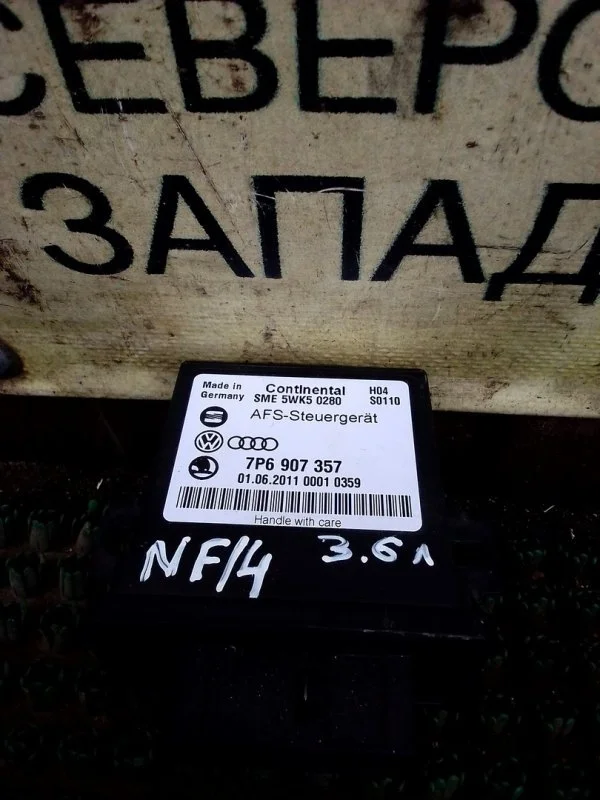 СЕВЕРО
ЗАПАД
Made in Germany
Continental
SME 5WK5 0280
H04
S0110
AFS-Steuergerät
7P6 907 357
01.06.2011 0001 0359
Handle with care
NF/4 3.6л